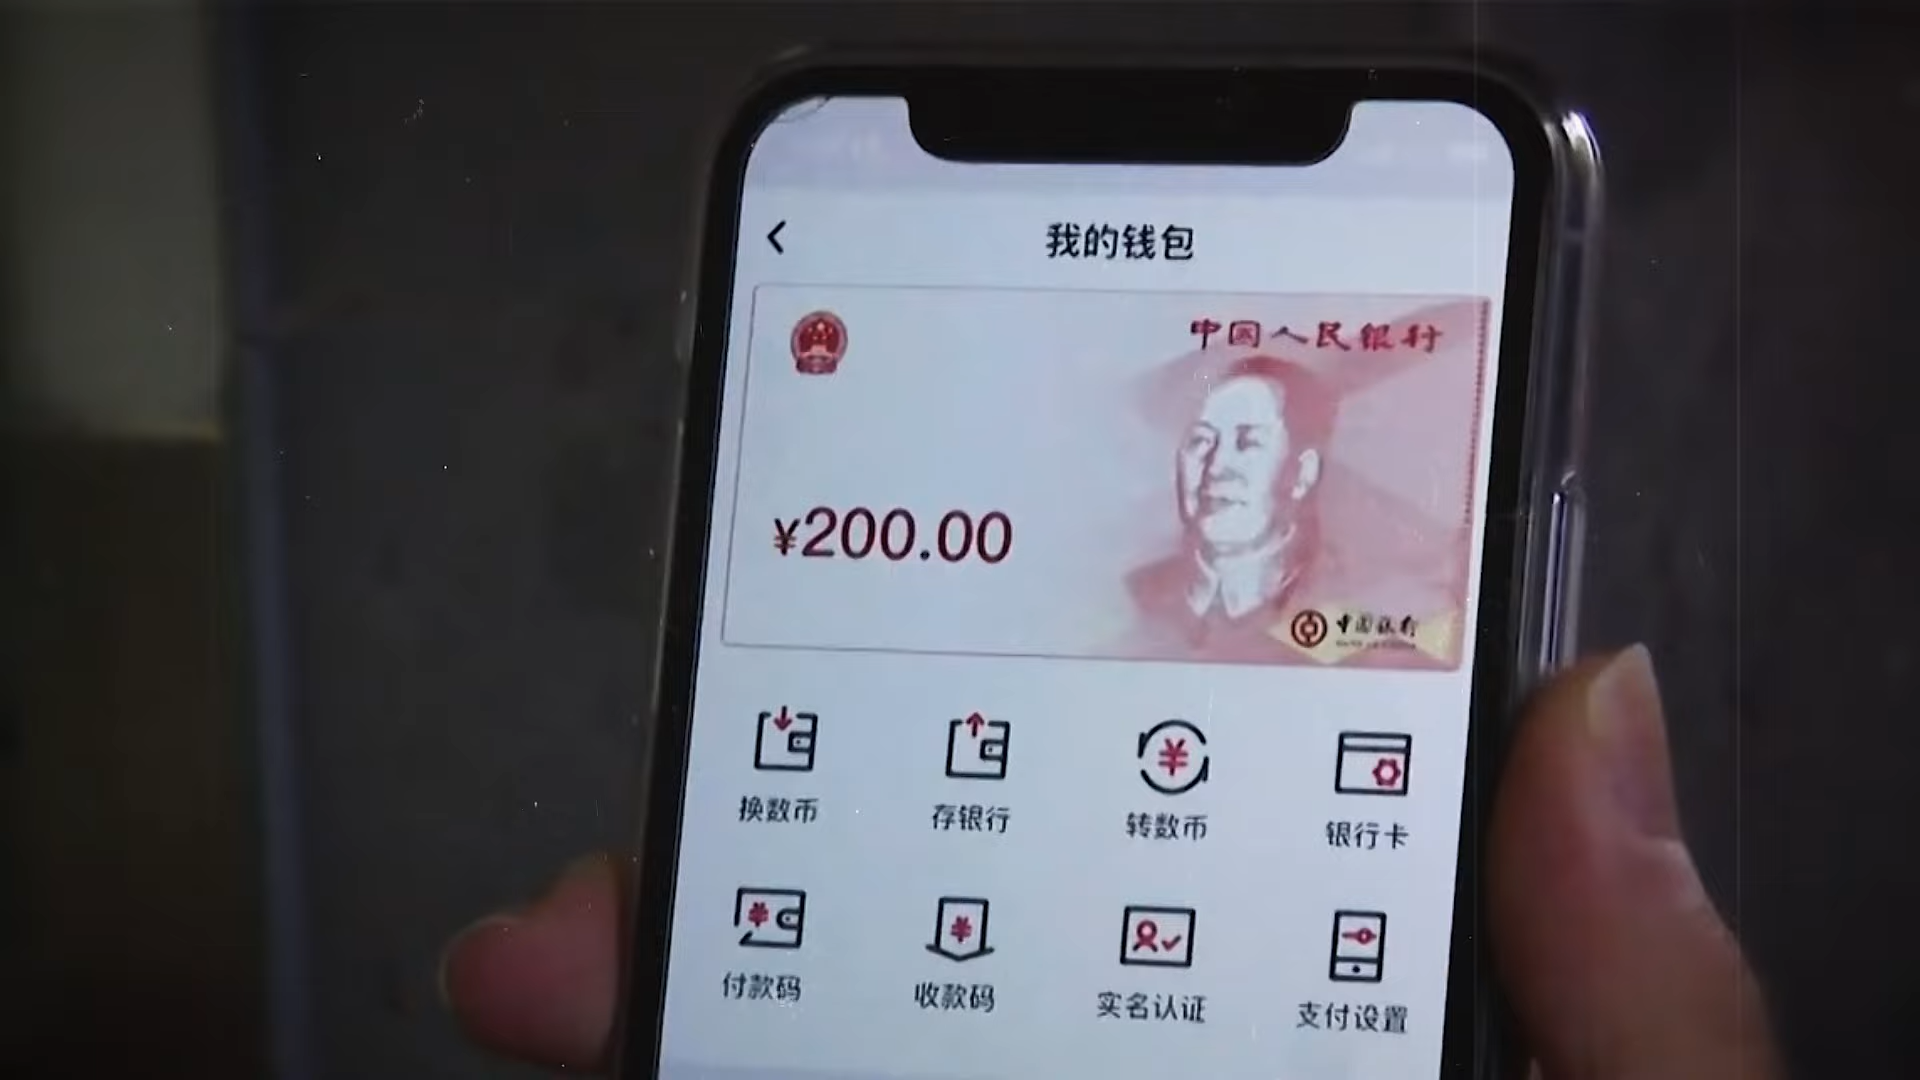 我的钱包
中国人民银行
¥200.00
中国银行
换数币
存银行
转数币
银行卡
付款码
收款码
实名认证
支付设置